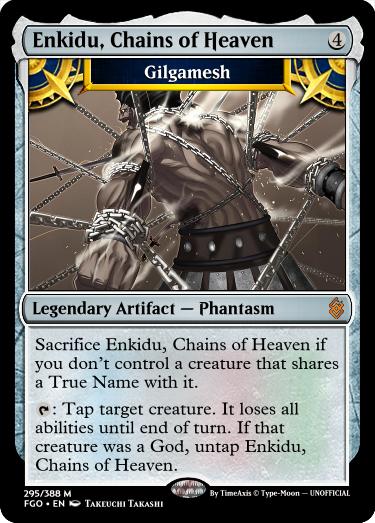 Enkidu, Chains of Heaven 4
Gilgamesh
Legendary Artifact — Phantasm
Sacrifice Enkidu, Chains of Heaven if
you don't control a creature that shares
a True Name with it.
: Tap target creature. It loses all
abilities until end of turn. If that
creature was a God, untap Enkidu,
Chains of Heaven.
295/388 M
FGO • EN Takeuchi Takashi
By TimeAxis © Type-Moon — UNOFFICIAL